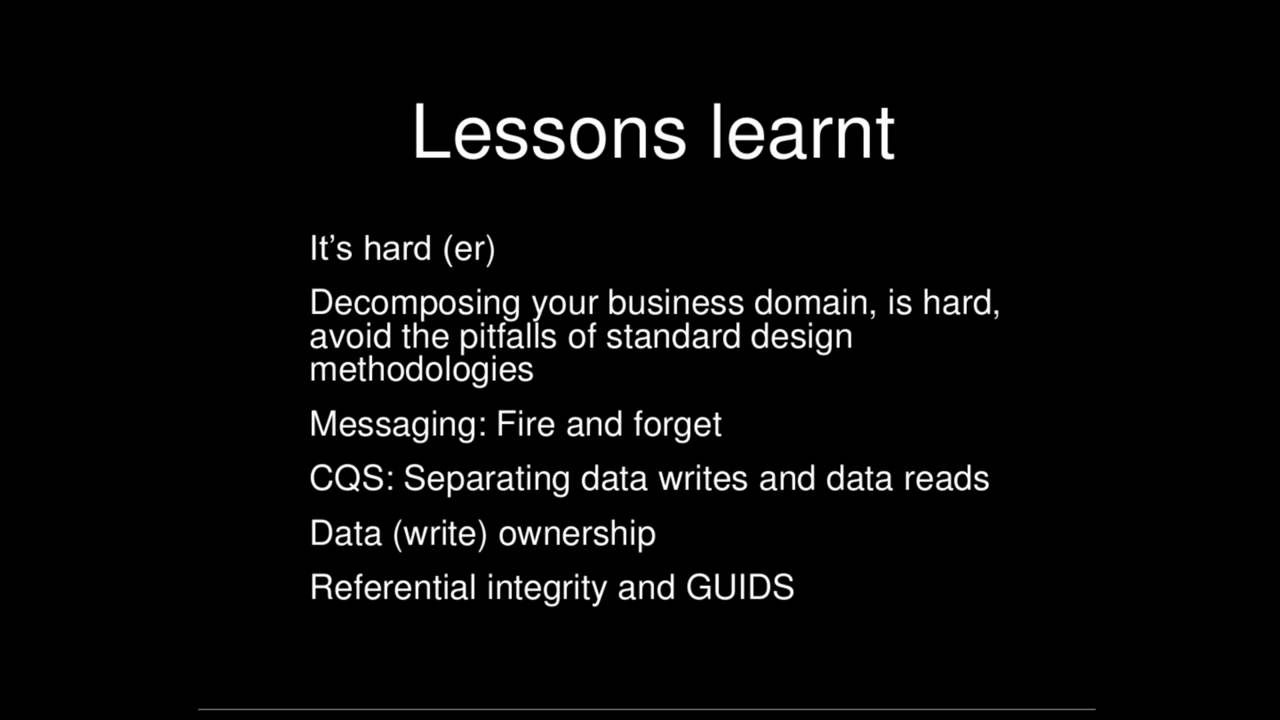 Lessons learnt
It’s hard (er)
Decomposing your business domain, is hard,
avoid the pitfalls of standard design
methodologies
Messaging: Fire and forget
CQS: Separating data writes and data reads
Data (write) ownership
Referential integrity and GUIDS